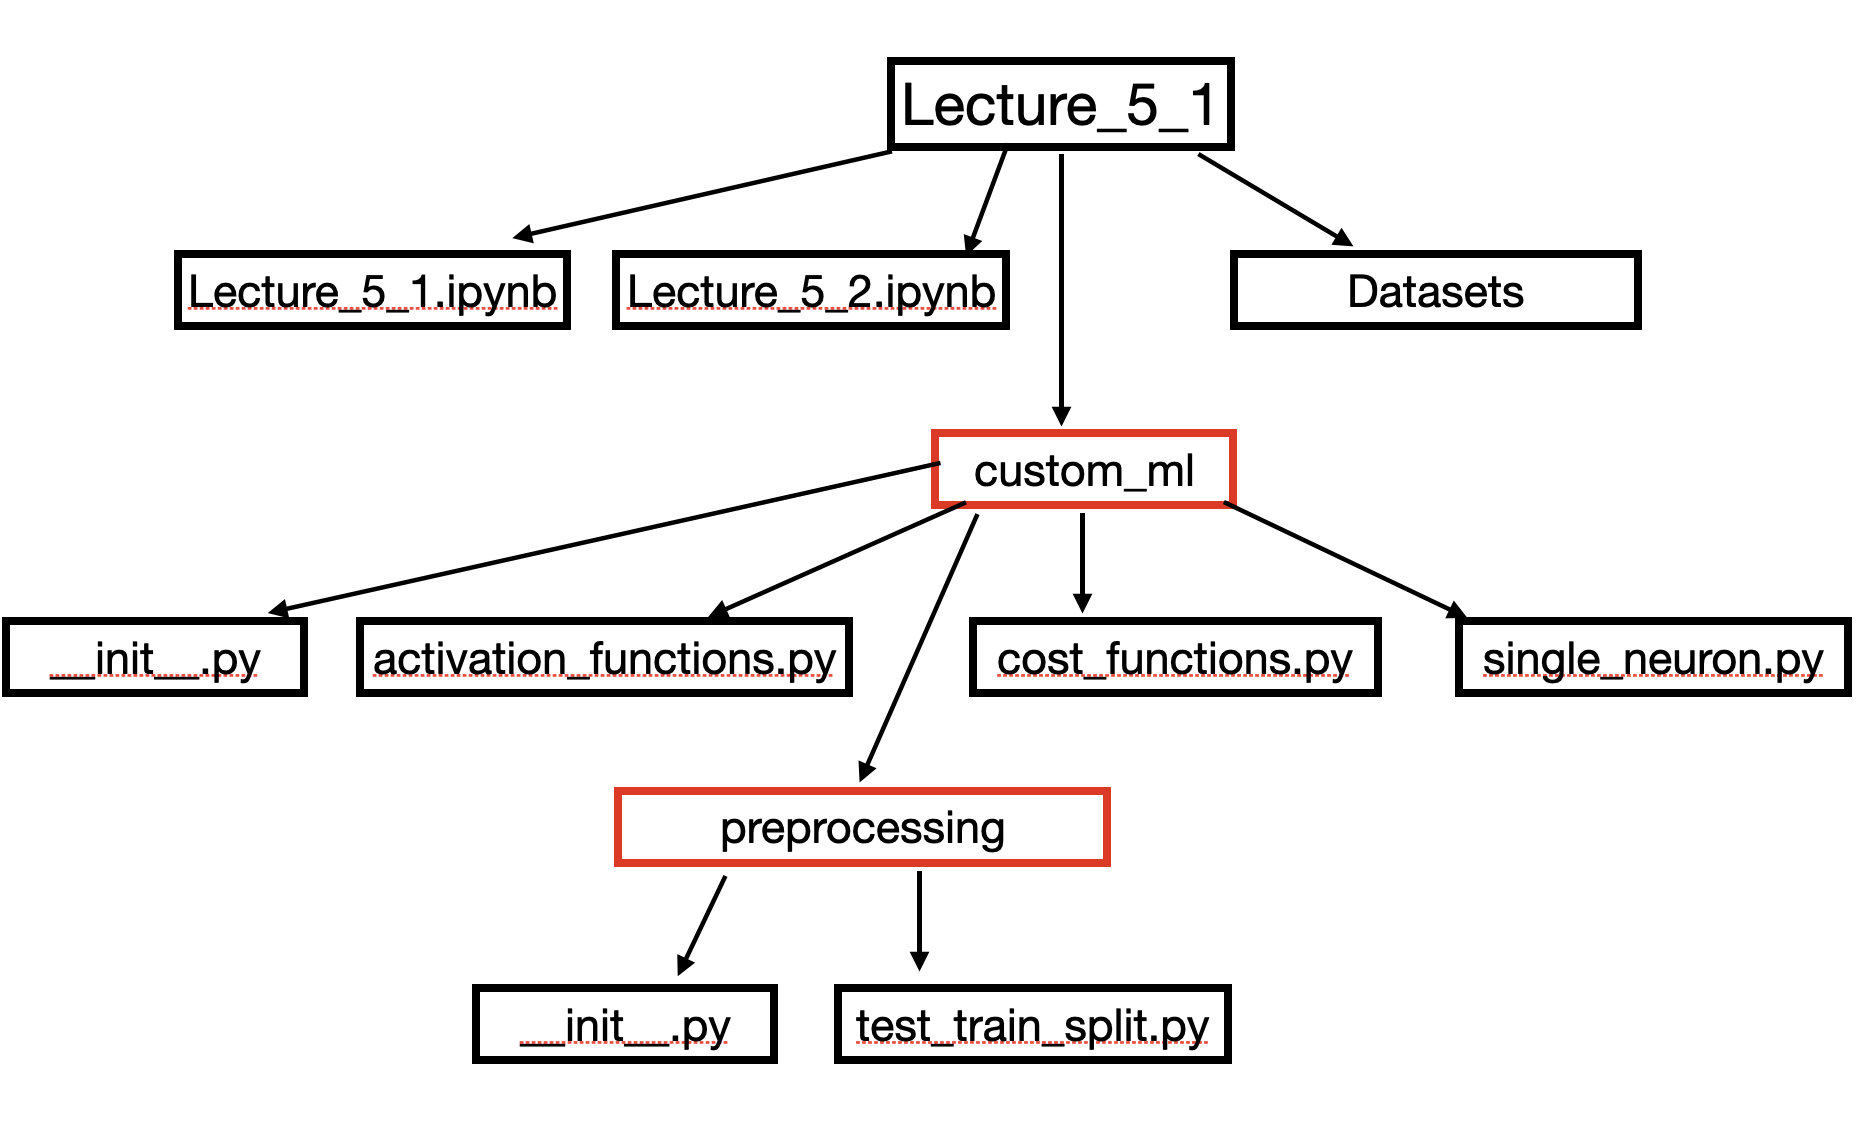 Lecture_5_1
Lecture_5_1.ipynb
Lecture_5_2.ipynb
Datasets
custom_ml
__init__.py
activation_functions.py
cost_functions.py
single_neuron.py
preprocessing
__init__.py
test_train_split.py